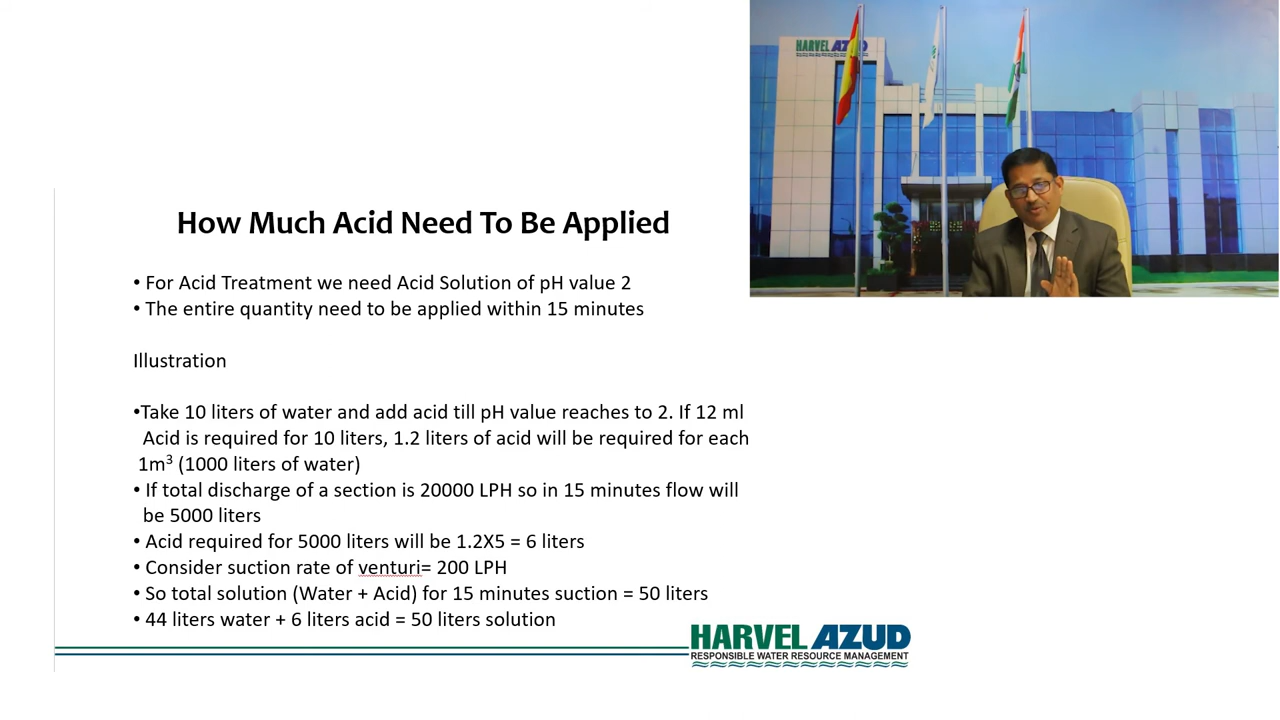 HARVEL AZUD
How Much Acid Need To Be Applied
• For Acid Treatment we need Acid Solution of pH value 2
• The entire quantity need to be applied within 15 minutes
Illustration
•Take 10 liters of water and add acid till pH value reaches to 2. If 12 ml
Acid is required for 10 liters, 1.2 liters of acid will be required for each
1m³ (1000 liters of water)
• If total discharge of a section is 20000 LPH so in 15 minutes flow will
be 5000 liters
• Acid required for 5000 liters will be 1.2X5 = 6 liters
• Consider suction rate of venturi= 200 LPH
• So total solution (Water + Acid) for 15 minutes suction = 50 liters
• 44 liters water + 6 liters acid = 50 liters solution
HARVEL AZUD
RESPONSIBLE WATER RESOURCE MANAGEMENT